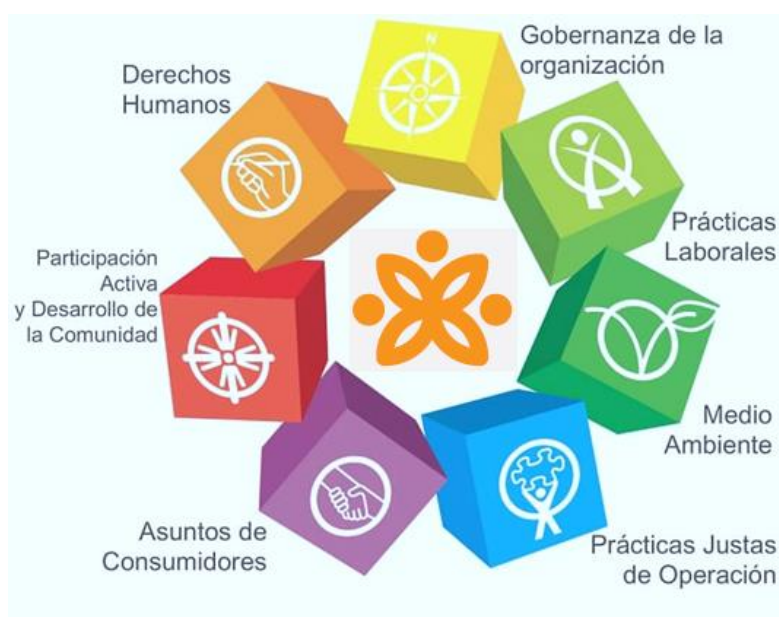 N
Gobernanza de la
organización
Derechos
Humanos
Prácticas
Laborales
Participación
Activa
y Desarrollo de
la Comunidad
Medio
Ambiente
Asuntos de
Consumidores
Prácticas Justas
de Operación